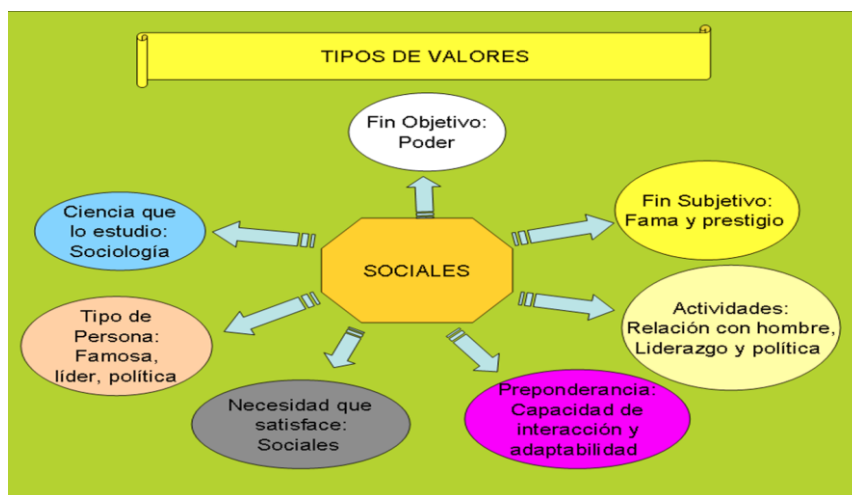 TIPOS DE VALORES
Fin Objetivo:
Poder
Fin Subjetivo:
Fama y prestigio
Ciencia que
lo estudio:
Sociología
SOCIALES
Actividades:
Relación con hombre,
Liderazgo y política
Tipo de
Persona:
Famosa,
líder, política
Necesidad que
satisface:
Sociales
Preponderancia:
Capacidad de
interacción y
adaptabilidad